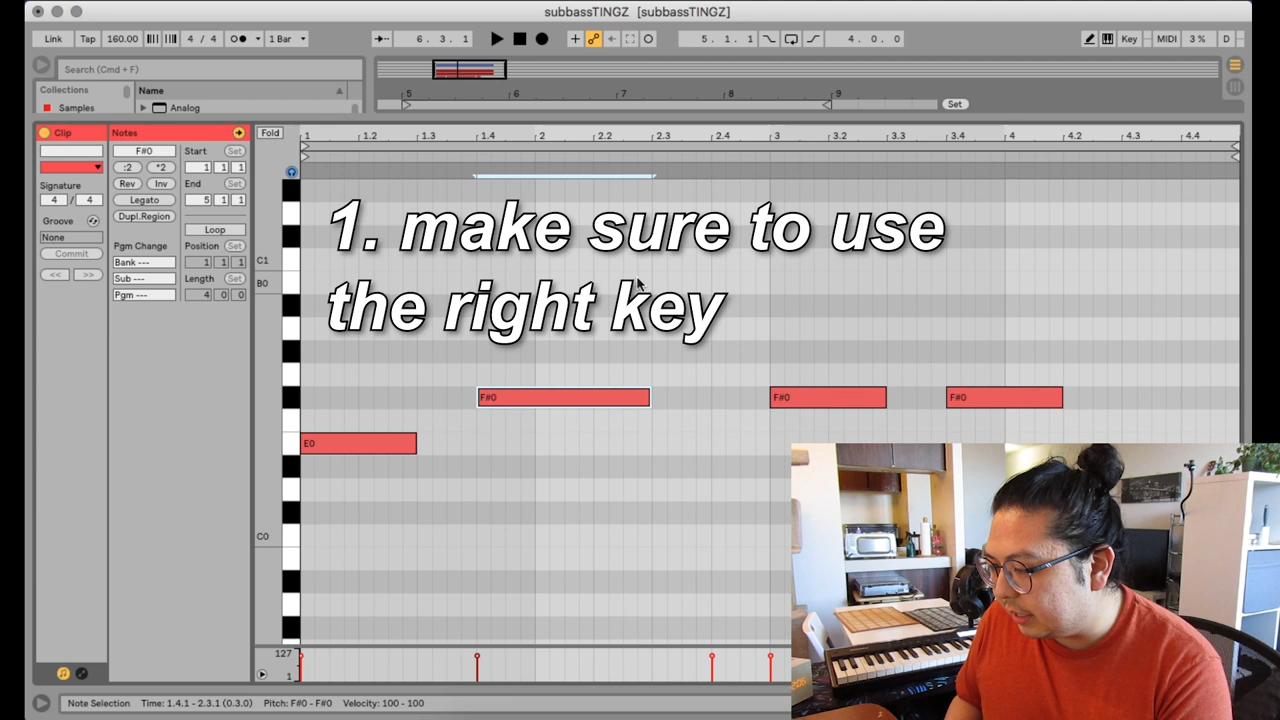 subbassTINGZ [subbassTINGZ]
Link Tap 160.00 4 / 4 1 Bar 6. 3. 1 5. 1. 1 4. 0. 0 Key MIDI 3 % D
Search (Cmd + F)
Collections Name
Samples Analog
5 6 7 8 9
Set
Clip Notes Fold 1 1.2 1.3 1.4 2 2.2 2.3 2.4 3 3.2 3.3 3.4 4 4.2 4.3 4.4
F#0 Start Set
:2 *2 1 1 1
Signature Rev Inv End Set
4 / 4 Legato 5 1 1
Groove Dupl.Region
None Loop
Commit Pgm Change Position Set
<< >> Bank --- 1 1 1
Sub --- Length Set
Pgm --- 4 0 0
1. make sure to use
the right key
C1
B0
F#0 F#0 F#0
E0
C0
127
1
Note Selection Time: 1.4.1 - 2.3.1 (0.3.0) Pitch: F#0 - F#0 Velocity: 100 - 100